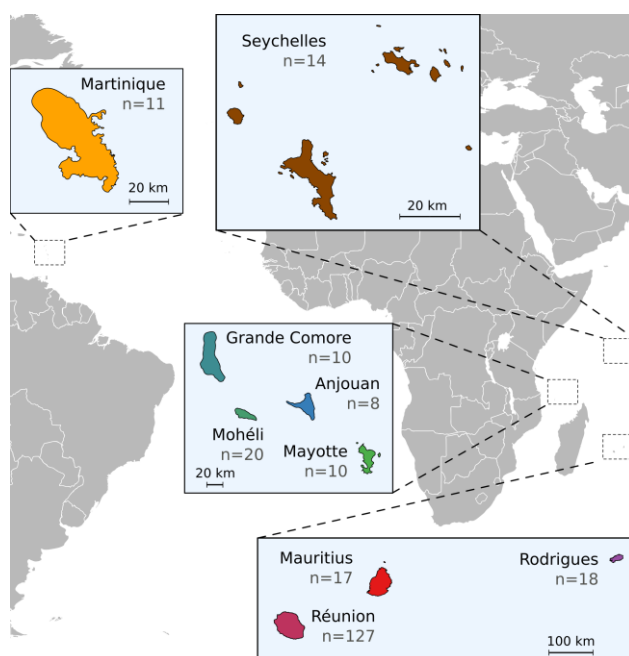 Martinique
n=11
20 km
Seychelles
n=14
20 km
Grande Comore
n=10
Anjouan
n=8
Mohéli
n=20
Mayotte
n=10
20 km
Mauritius
n=17
Rodrigues
n=18
Réunion
n=127
100 km